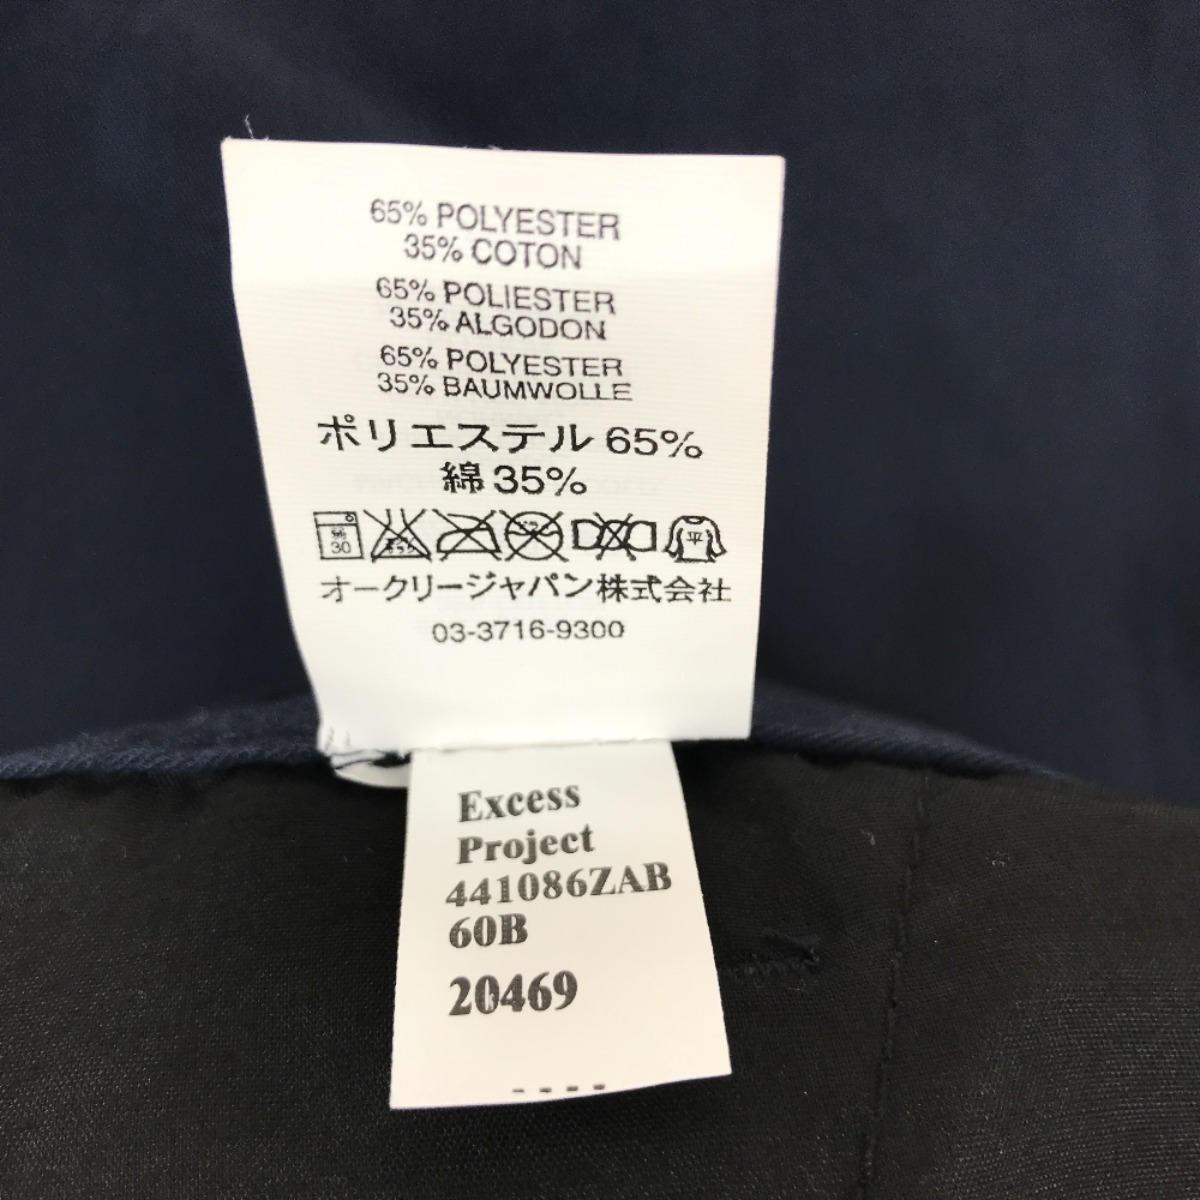 65% POLYESTER
35% COTON
65% POLIESTER
35% ALGODON
65% POLYESTER
35% BAUMWOLLE
ポリエステル 65%
綿 35%
30 平
オークリージャパン株式会社
03-3716-9300
Excess
Project
441086ZAB
60B
20469